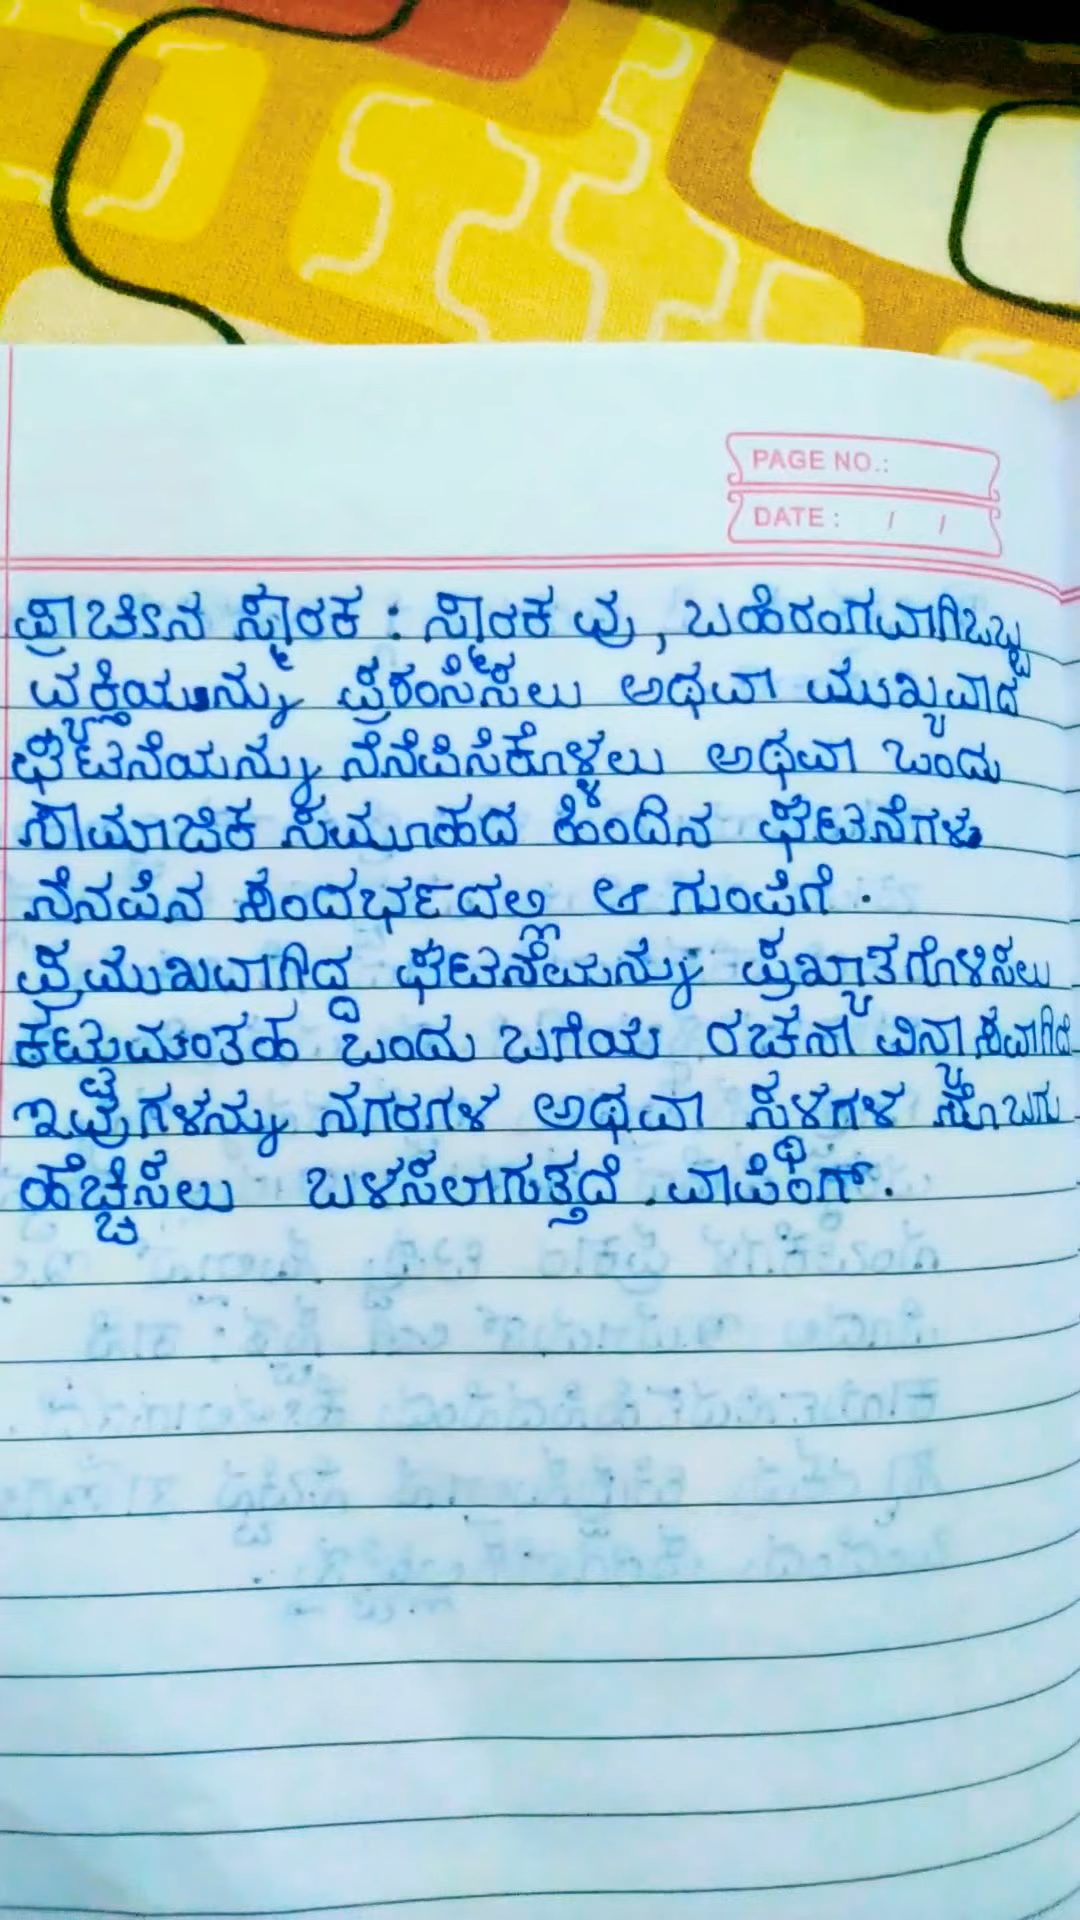 PAGE NO.:
DATE : / /
ಪ್ರಾಚೀನ ಸ್ಮಾರಕ : ಸ್ಮಾರಕ ವು, ಬಹಿರಂಗವಾಗಿ ಒಬ್ಬ
ವ್ಯಕ್ತಿಯನ್ನು ಪ್ರಶಂಸಿಸಲು ಅಥವಾ ಮುಖ್ಯವಾದ
ಘಟನೆಯನ್ನು ನೆನೆಪಿಸಿಕೊಳ್ಳಲು ಅಥವಾ ಒಂದು
ಸಾಮಾಜಿಕ ಸಮೂಹದ ಹಿಂದಿನ ಘಟನೆಗಳು
ನೆನಪಿನ ಸಂದರ್ಭದಲ್ಲಿ ಆ ಗುಂಪಿಗೆ .
ಪ್ರಮುಖವಾಗಿದ್ದ ಘಟನೆಯನ್ನು ಪ್ರಖ್ಯಾತಗೊಳಿಸಲು
ಕಟ್ಟುವಂತಹ ಒಂದು ಬಗೆಯ ರಚನಾ ವಿನ್ಯಾಸವಾಗಿದೆ
ಇವುಗಳನ್ನು ನಗರಗಳ ಅಥವಾ ಸ್ಥಳಗಳ ಸೊಬಗು
ಹೆಚ್ಚಿಸಲು ಬಳಸಲಾಗುತ್ತದೆ . ವಾಷಿಂಗ್.